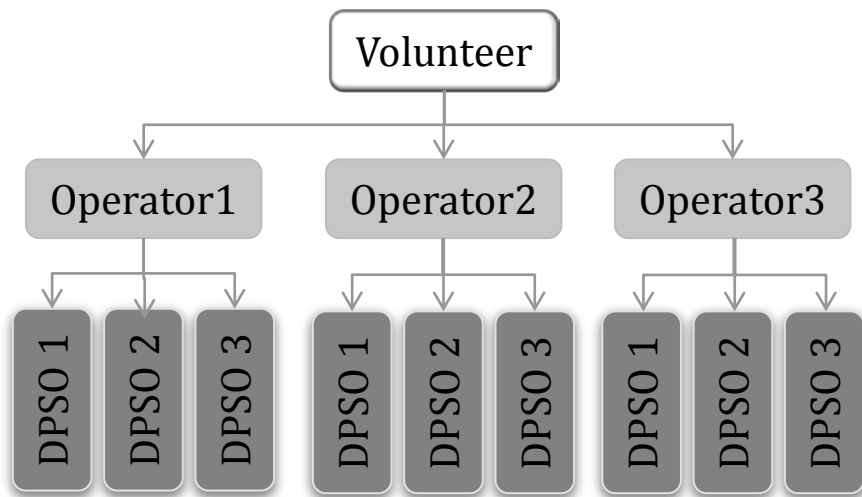 Volunteer
Operator1
Operator2
Operator3
DPSO 1
DPSO 2
DPSO 3
DPSO 1
DPSO 2
DPSO 3
DPSO 1
DPSO 2
DPSO 3